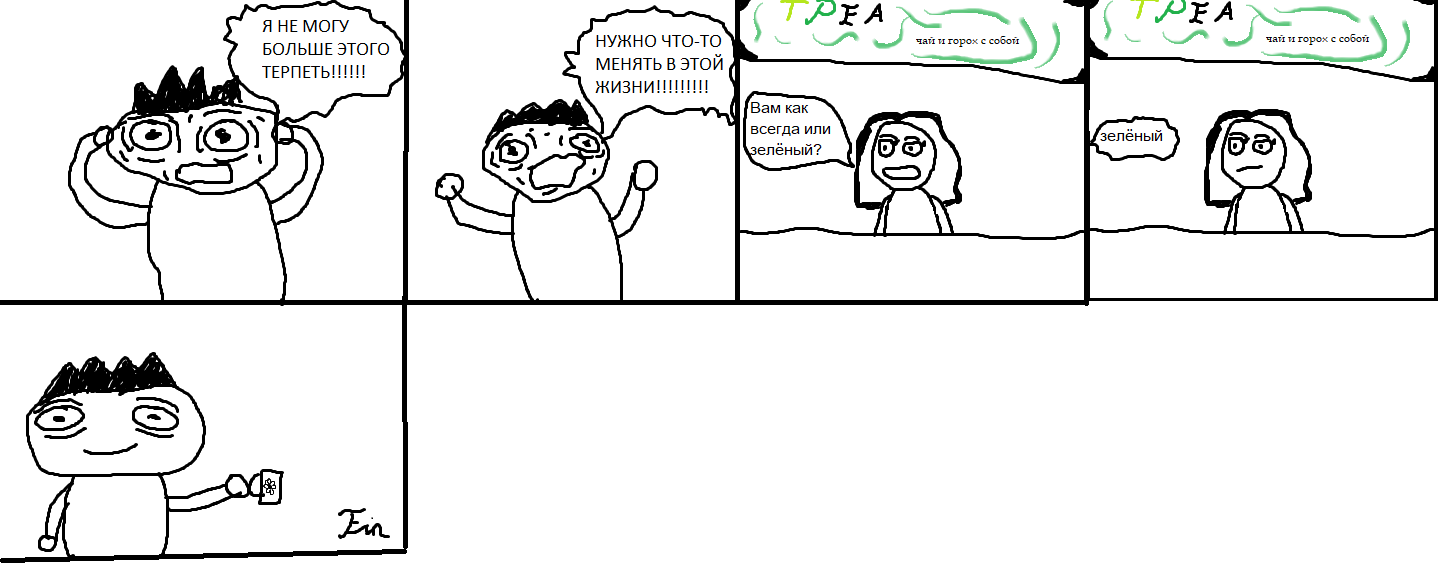 Я НЕ МОГУ
БОЛЬШЕ ЭТОГО
ТЕРПЕТЬ!!!!!!
НУЖНО ЧТО-ТО
МЕНЯТЬ В ЭТОЙ
ЖИЗНИ!!!!!!!!!
ТРЕА
чай и горох с собой
Вам как
всегда или
зелёный?
ТРЕА
чай и горох с собой
зелёный
Ein